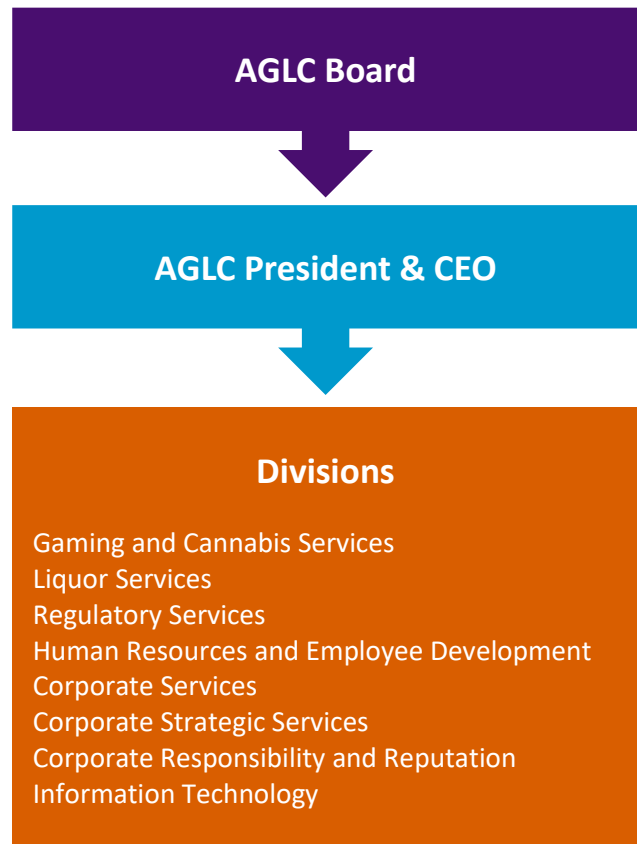 AGLC Board
AGLC President & CEO
Divisions
Gaming and Cannabis Services
Liquor Services
Regulatory Services
Human Resources and Employee Development
Corporate Services
Corporate Strategic Services
Corporate Responsibility and Reputation
Information Technology